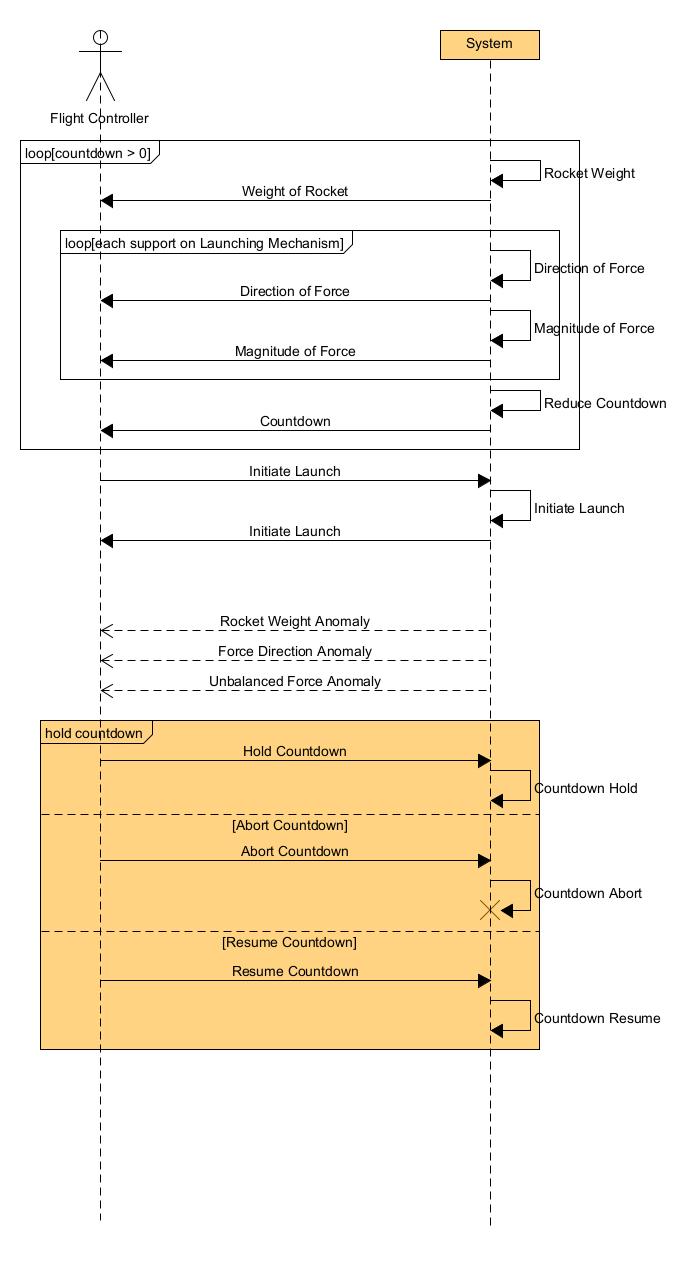 System
Flight Controller
loop[countdown > 0]
Rocket Weight
Weight of Rocket
loop[each support on Launching Mechanism]
Direction of Force
Direction of Force
Magnitude of Force
Magnitude of Force
Reduce Countdown
Countdown
Initiate Launch
Initiate Launch
Initiate Launch
Rocket Weight Anomaly
Force Direction Anomaly
Unbalanced Force Anomaly
hold countdown
Hold Countdown
Countdown Hold
[Abort Countdown]
Abort Countdown
Countdown Abort
[Resume Countdown]
Resume Countdown
Countdown Resume